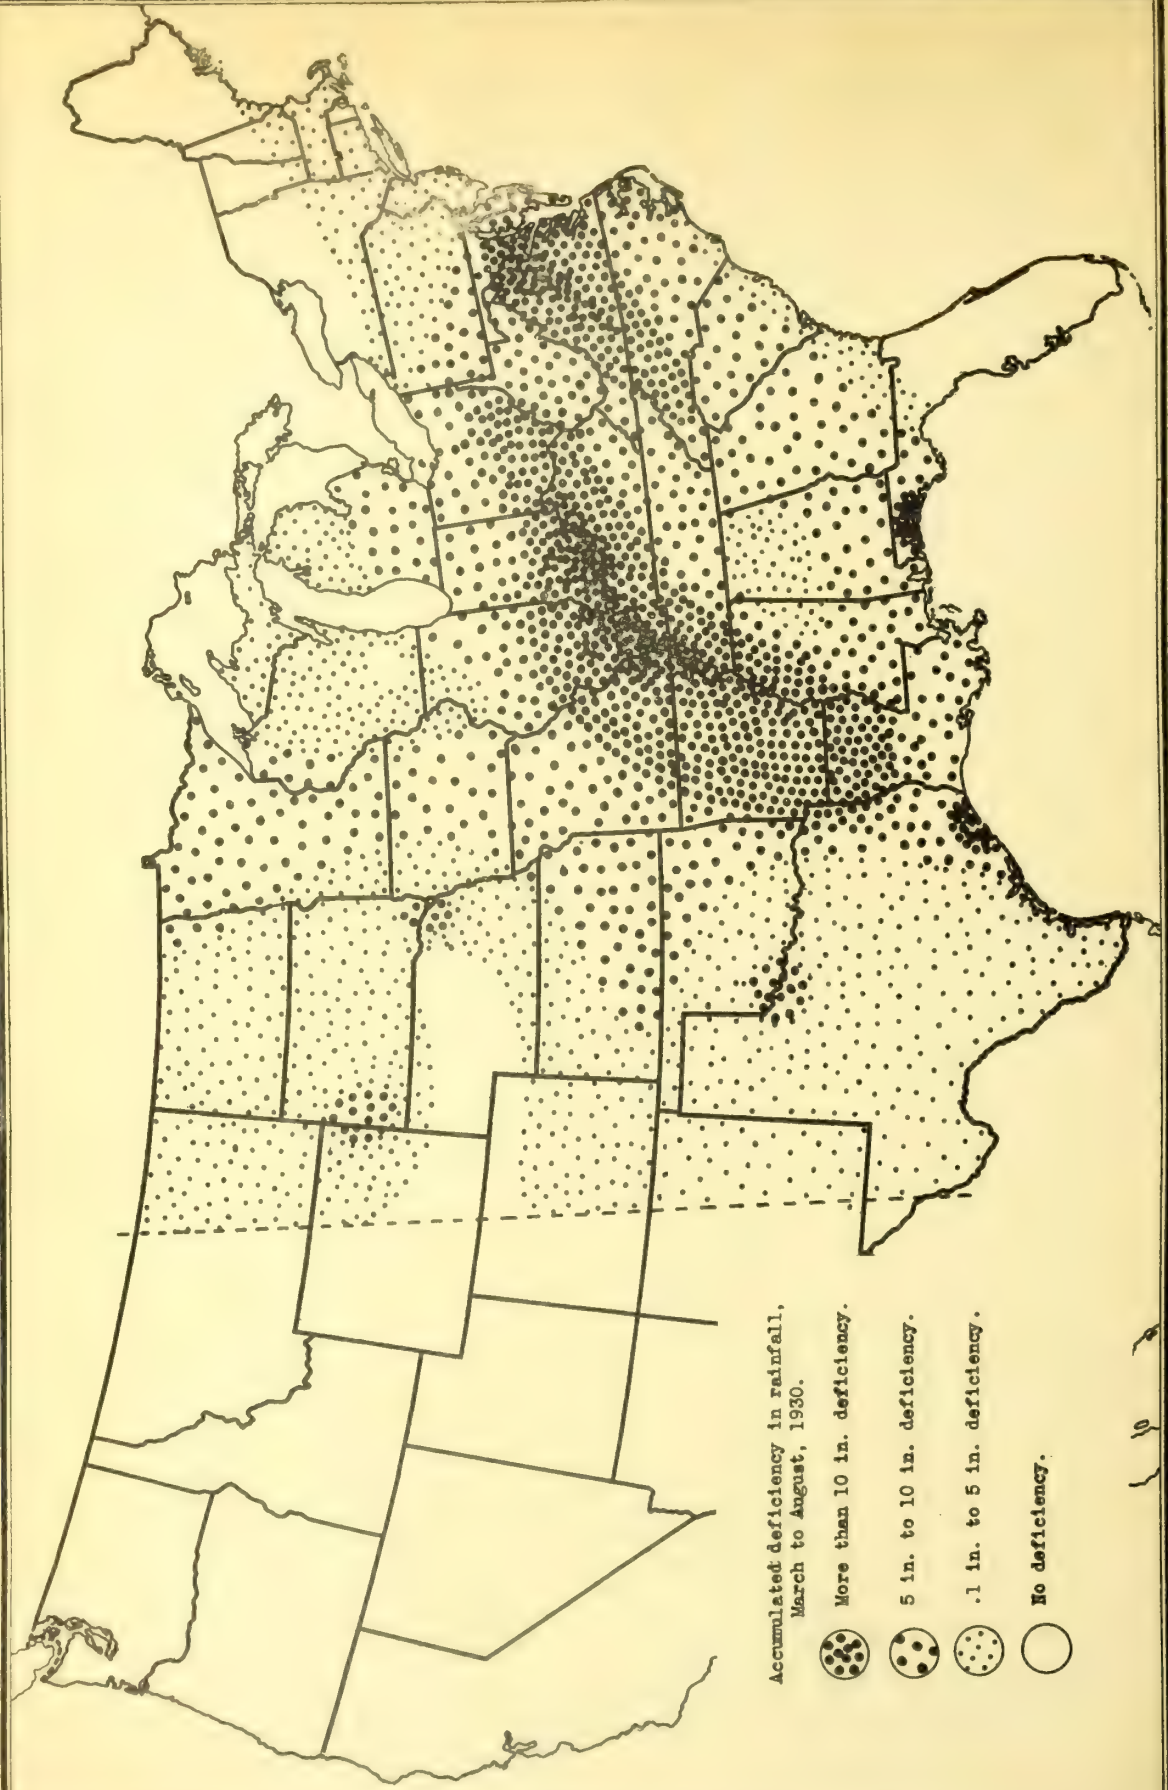 Accumulated deficiency in rainfall,
March to August, 1930.
More than 10 in. deficiency.
5 in. to 10 in. deficiency.
.1 in. to 5 in. deficiency.
No deficiency.